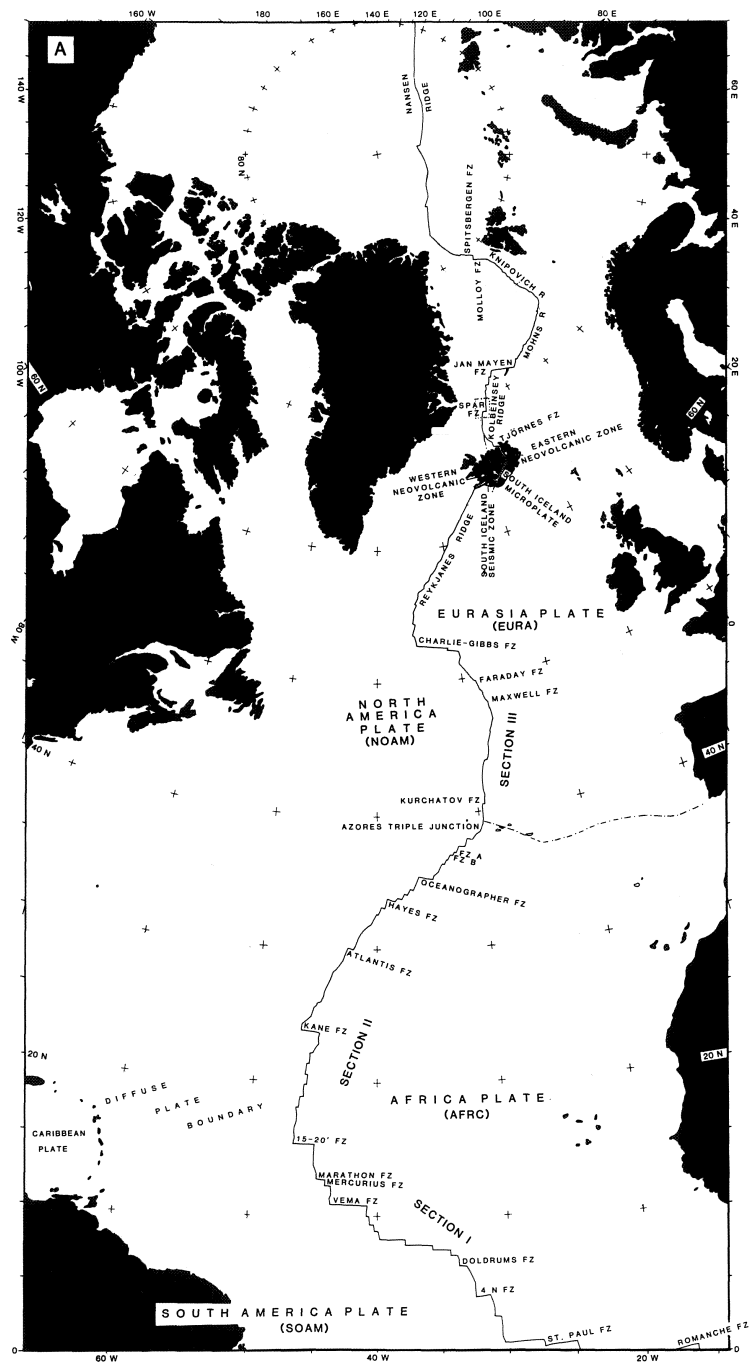 160 W
180
160 E
140 E
120 E
100 E
80 E
A
140 W
60 E
NANSEN
RIDGE
80 N
SPITSBERGEN FZ
120 W
40 E
KNIPOVICH R
MOLLOY FZ
MOHNS R
JAN MAYEN
FZ
100 W
20 E
60 N
60 N
KOLBEINSEY
RIDGE
SPAR
FZ
TJÖRNES FZ
EASTERN
NEOVOLCANIC ZONE
WESTERN
NEOVOLCANIC
ZONE
SOUTH ICELAND
MICROPLATE
SOUTH ICELAND
SEISMIC ZONE
REYKJANES RIDGE
80 W
0
EURASIA PLATE
(EURA)
CHARLIE-GIBBS FZ
FARADAY FZ
MAXWELL FZ
NORTH
AMERICA
PLATE
(NOAM)
SECTION III
40 N
40 N
KURCHATOV FZ
AZORES TRIPLE JUNCTION
FZ A
FZ B
OCEANOGRAPHER FZ
HAYES FZ
ATLANTIS FZ
KANE FZ
SECTION II
20 N
20 N
DIFFUSE
PLATE
BOUNDARY
AFRICA PLATE
(AFRC)
CARIBBEAN
PLATE
15-20' FZ
MARATHON FZ
MERCURIUS FZ
VEMA FZ
SECTION I
DOLDRUMS FZ
4 N FZ
SOUTH AMERICA PLATE
(SOAM)
ST. PAUL FZ
ROMANCHE FZ
0
0
60 W
40 W
20 W